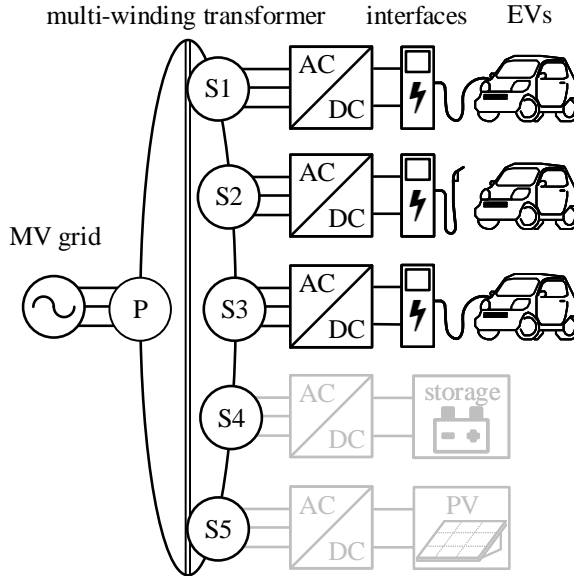 multi-winding transformer interfaces EVs
S1 AC DC
S2 AC DC
MV grid
P S3 AC DC
S4 AC DC storage
S5 AC DC PV